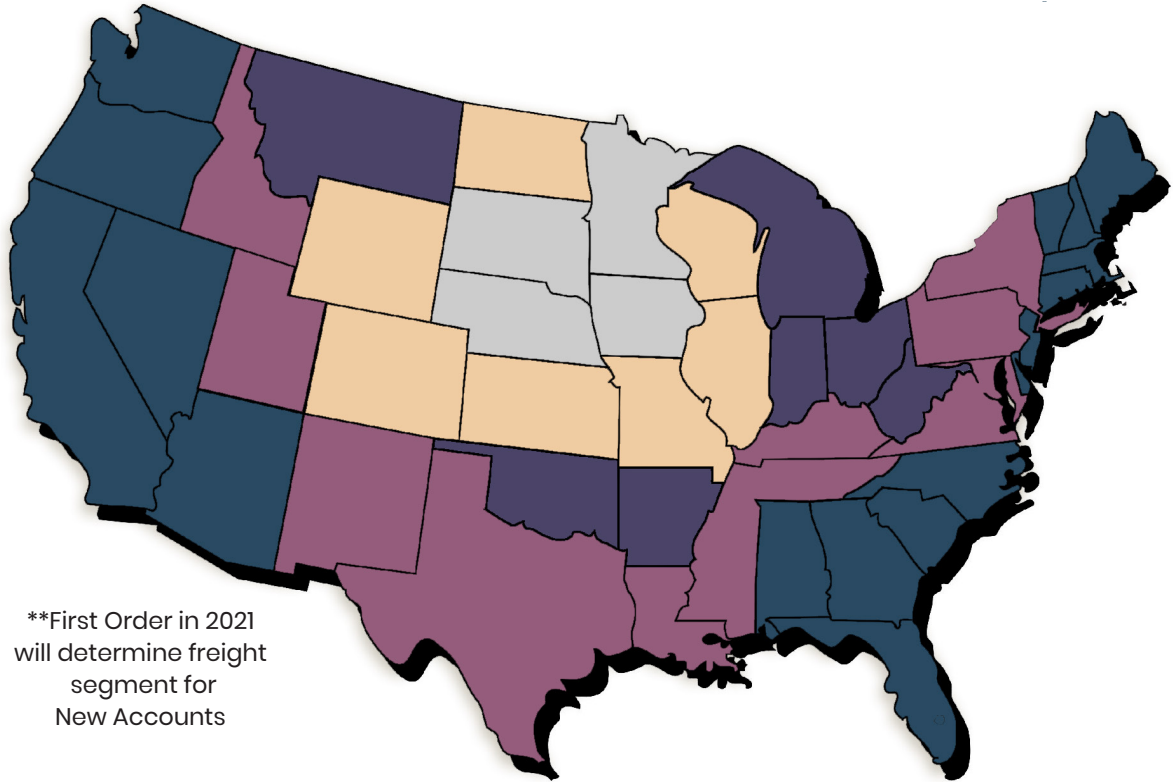 **First Order in 2021
will determine freight
segment for
New Accounts